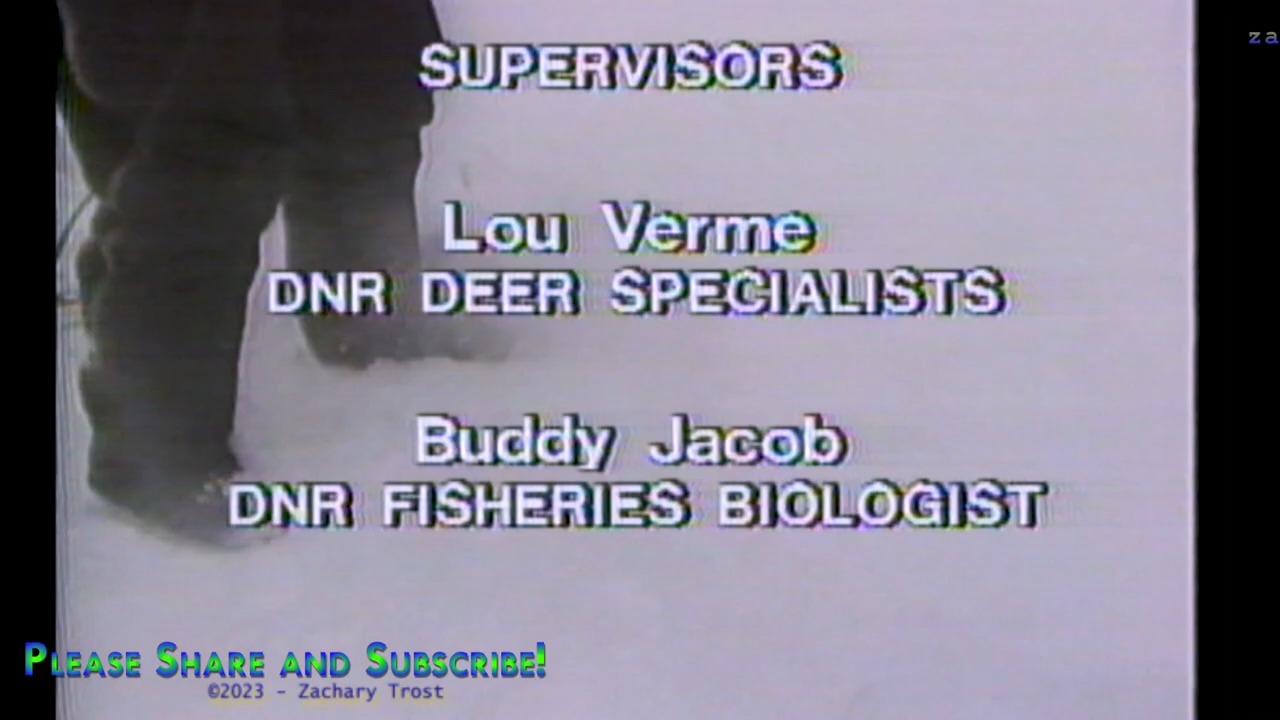 SUPERVISORS
Lou Verme
DNR DEER SPECIALISTS
Buddy Jacob
DNR FISHERIES BIOLOGIST
Please Share and Subscribe!
©2023 - Zachary Trost